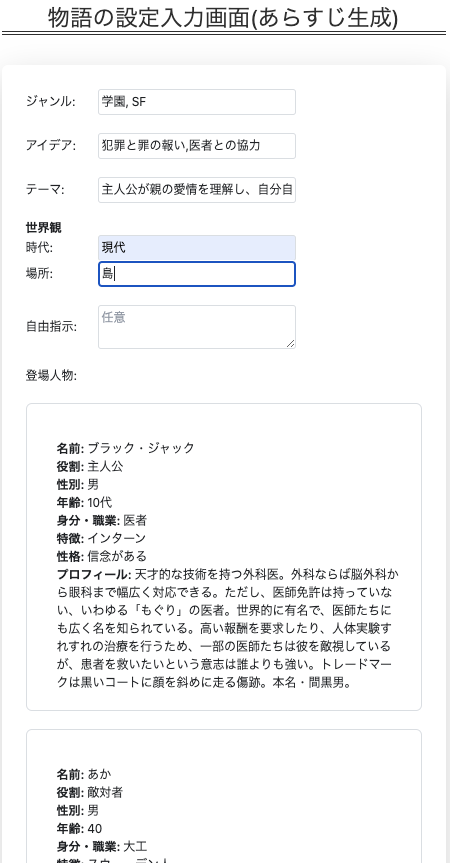 物語の設定入力画面(あらすじ生成)
ジャンル: 学園, SF
アイデア: 犯罪と罪の報い,医者との協力
テーマ: 主人公が親の愛情を理解し、自分自
世界観
時代: 現代
場所: 島
自由指示: 任意
登場人物:
名前: ブラック・ジャック
役割: 主人公
性別: 男
年齢: 10代
身分・職業: 医者
特徴: インターン
性格: 信念がある
プロフィール: 天才的な技術を持つ外科医。外科ならば脳外科か
ら眼科まで幅広く対応できる。ただし、医師免許は持っていな
い、いわゆる「もぐり」の医者。世界的に有名で、医師たちに
も広く名を知られている。高い報酬を要求したり、人体実験す
れすれの治療を行うため、一部の医師たちは彼を敵視している
が、患者を救いたいという意志は誰よりも強い。トレードマー
クは黒いコートに顔を斜めに走る傷跡。本名・間黒男。
名前: あか
役割: 敵対者
性別: 男
年齢: 40
身分・職業: 大工